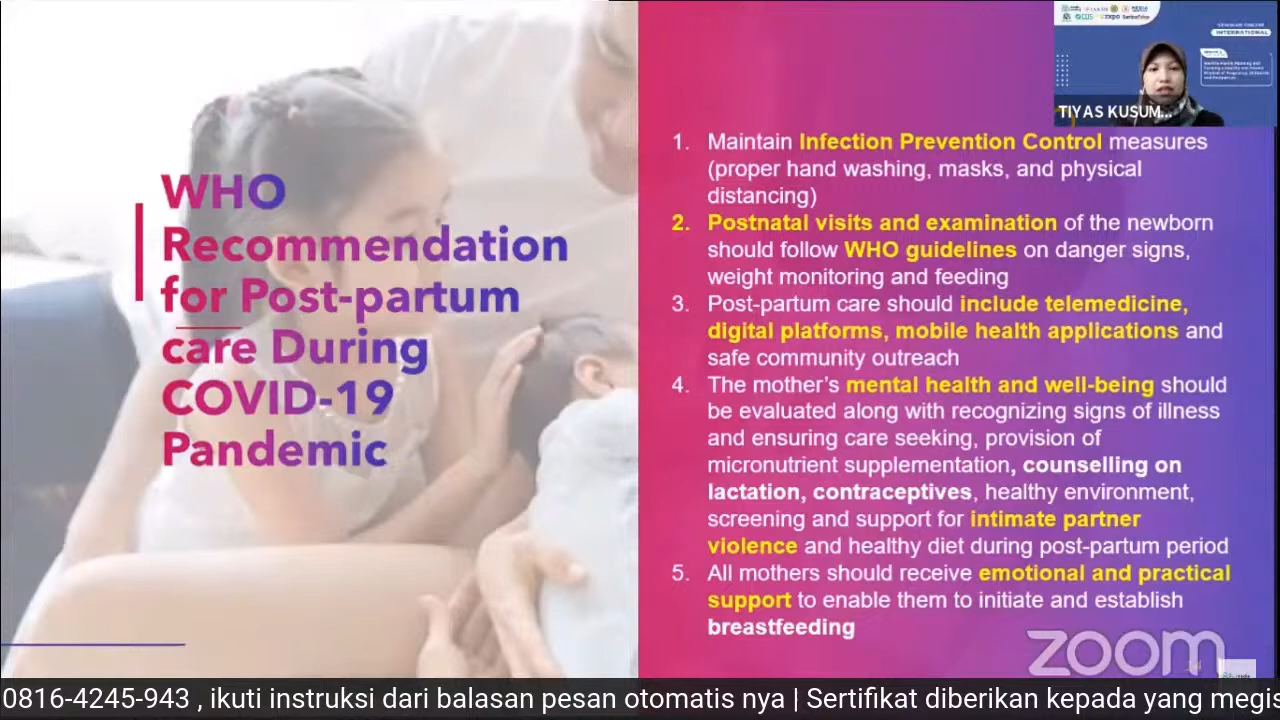 WHO
Recommendation
for Post-partum
care During
COVID-19
Pandemic
SEMINAR ONLINE
INTERNATIONAL
TIYAS KUSUM...
1. Maintain Infection Prevention Control measures
(proper hand washing, masks, and physical
distancing)
2. Postnatal visits and examination of the newborn
should follow WHO guidelines on danger signs,
weight monitoring and feeding
3. Post-partum care should include telemedicine,
digital platforms, mobile health applications and
safe community outreach
4. The mother’s mental health and well-being should
be evaluated along with recognizing signs of illness
and ensuring care seeking, provision of
micronutrient supplementation, counselling on
lactation, contraceptives, healthy environment,
screening and support for intimate partner
violence and healthy diet during post-partum period
5. All mothers should receive emotional and practical
support to enable them to initiate and establish
breastfeeding
zoom
0816-4245-943 , ikuti instruksi dari balasan pesan otomatis nya | Sertifikat diberikan kepada yang megis